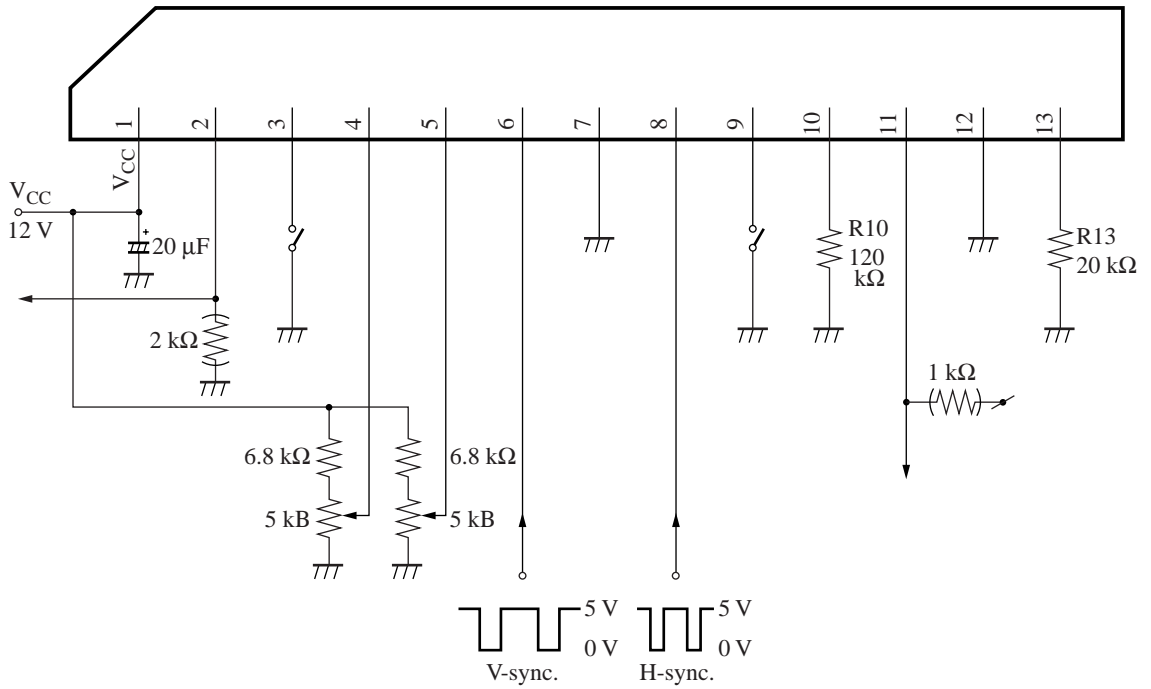 1 2 3 4 5 6 7 8 9 10 11 12 13
VCC
VCC
12 V
20 μF
+
R10
120
kΩ
R13
20 kΩ
2 kΩ
1 kΩ
6.8 kΩ
6.8 kΩ
5 kB
5 kB
5 V
5 V
0 V
0 V
V-sync.
H-sync.